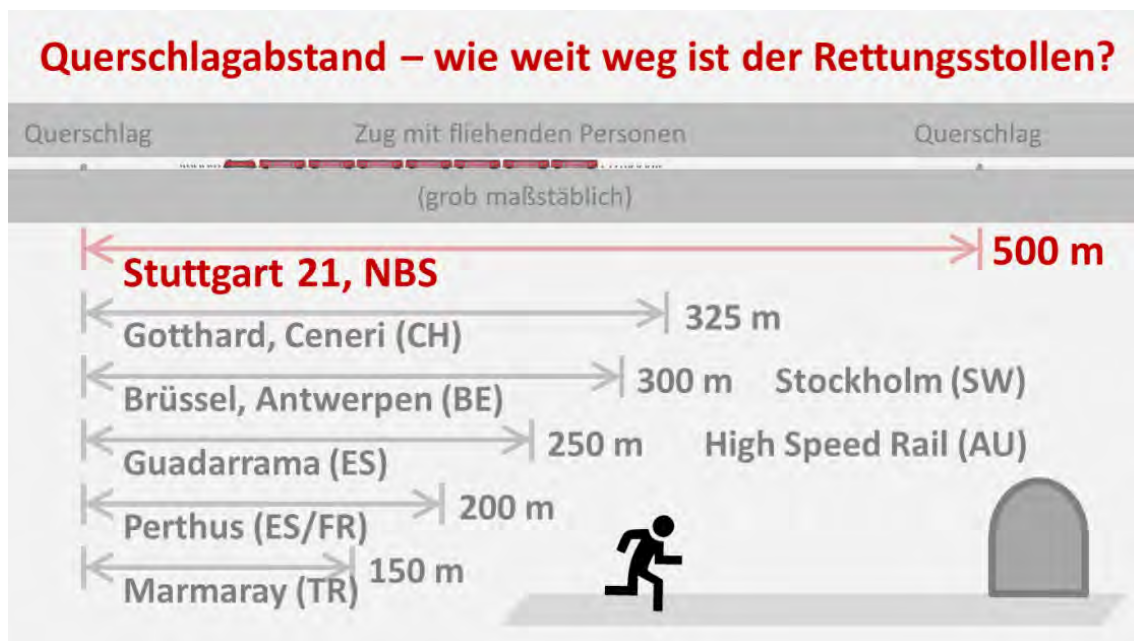 Querschlagabstand – wie weit weg ist der Rettungsstollen?
Querschlag Zug mit fliehenden Personen Querschlag
(grob maßstäblich)
500 m
Stuttgart 21, NBS
325 m
Gotthard, Ceneri (CH)
300 m Stockholm (SW)
Brüssel, Antwerpen (BE)
250 m High Speed Rail (AU)
Guadarrama (ES)
200 m
Perthus (ES/FR)
150 m
Marmaray (TR)